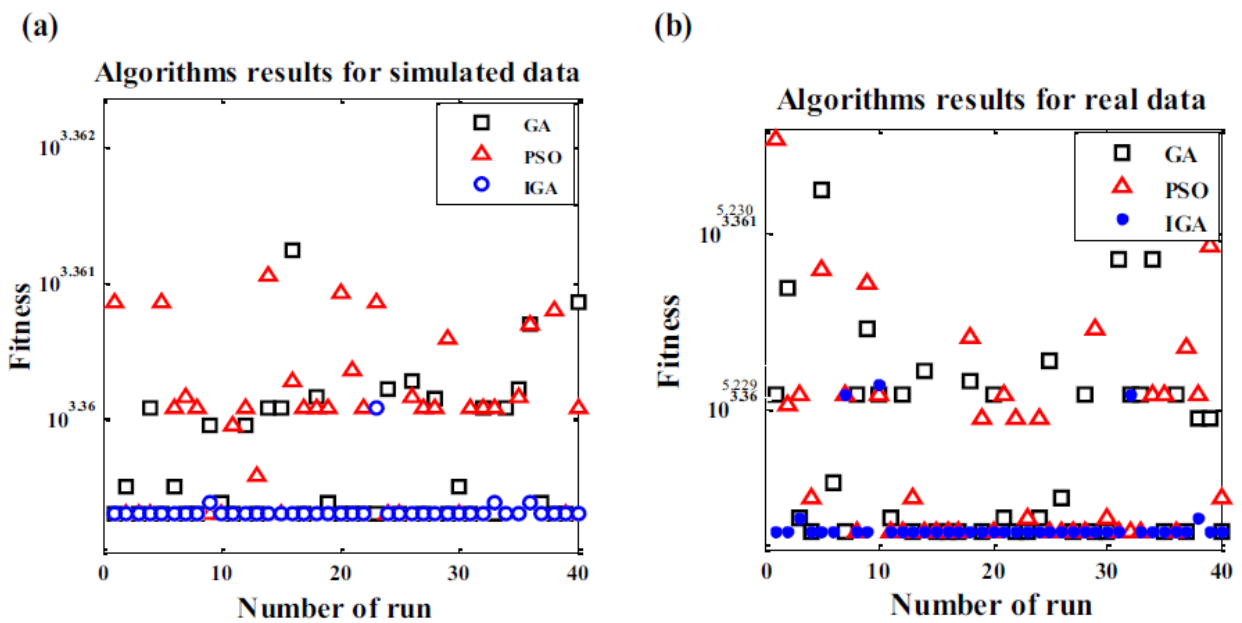 (a)
Algorithms results for simulated data
GA
PSO
IGA
10^3.362
10^3.361
10^3.36
Fitness
0 10 20 30 40
Number of run
(b)
Algorithms results for real data
GA
PSO
IGA
5.230
10^3.361
5.229
10^3.36
Fitness
0 10 20 30 40
Number of run